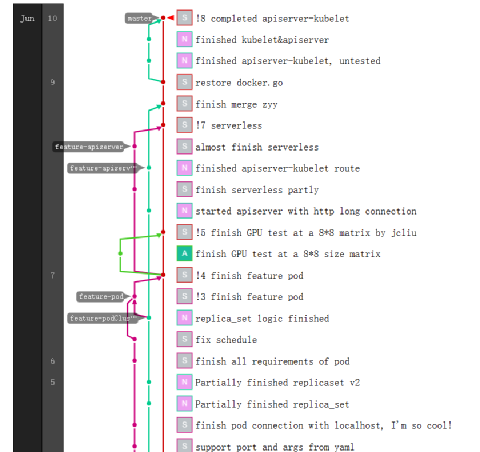 Jun 10 master S !8 completed apiserver-kubelet
N finished kubelet&apiserver
N finished apiserver-kubelet, untested
9 S restore docker.go
S finish merge zyy
S !7 serverless
feature-apiserver S almost finish serverless
feature-apiserv N finished apiserver-kubelet route
S finish serverless partly
N started apiserver with http long connection
S !5 finish GPU test at a 8*8 matrix by jcliu
A finish GPU test at a 8*8 size matrix
7 S !4 finish feature pod
feature-pod S !3 finish feature pod
feature-podClus N replica_set logic finished
S fix schedule
6 S finish all requirements of pod
5 N Partially finished replicaset v2
N Partially finished replica_set
S finish pod connection with localhost, I'm so cool!
S support port and args from yaml